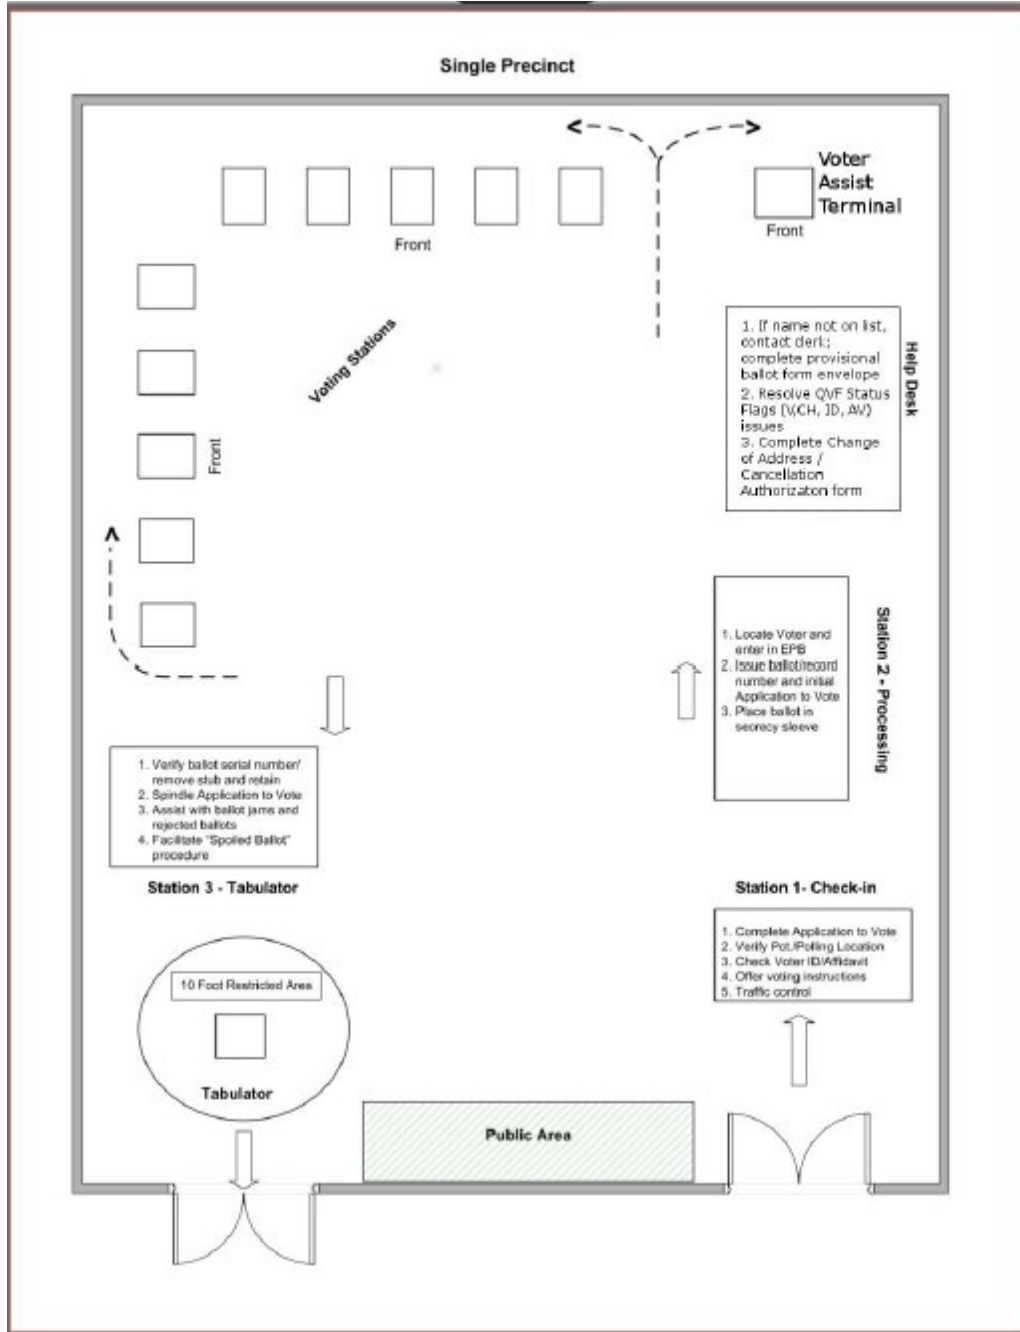 Single Precinct
Voter
Assist
Terminal
Front
Front
Voting Stations
Front
1. If name not on list,
contact clerk;
complete provisional
ballot form envelope
2. Resolve QVF Status
Flags (V,CH, ID, AV)
issues
3. Complete Change
of Address /
Cancellation
Authorizaton form
Help Desk
1. Locate Voter and
enter in EPB
2. Issue ballot/record
number and initial
Application to Vote
3. Place ballot in
secrecy sleeve
Station 2 - Processing
1. Verify ballot serial number/
remove stub and retain
2. Spindle Application to Vote
3. Assist with ballot jams and
rejected ballots
4. Facilitate "Spoiled Ballot"
procedure
Station 3 - Tabulator
Station 1- Check-in
1. Complete Application to Vote
2. Verify Pct./Polling Location
3. Check Voter ID/Affidavit
4. Offer voting instructions
5. Traffic control
10 Foot Restricted Area
Tabulator
Public Area